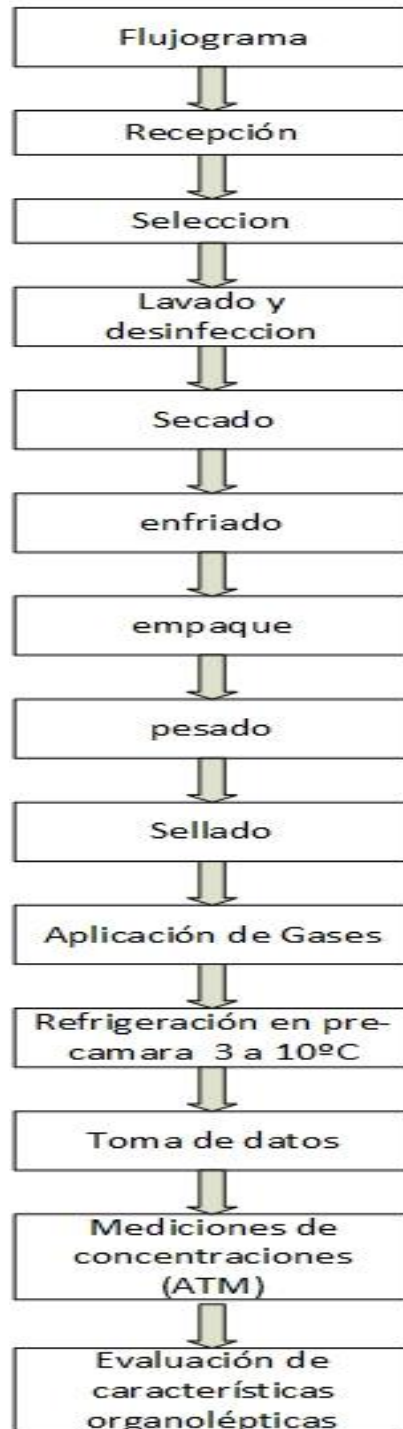 Flujograma
Recepción
Seleccion
Lavado y
desinfeccion
Secado
enfriado
empaque
pesado
Sellado
Aplicación de Gases
Refrigeración en pre-
camara 3 a 10ºC
Toma de datos
Mediciones de
concentraciones
(ATM)
Evaluación de
características
organolépticas